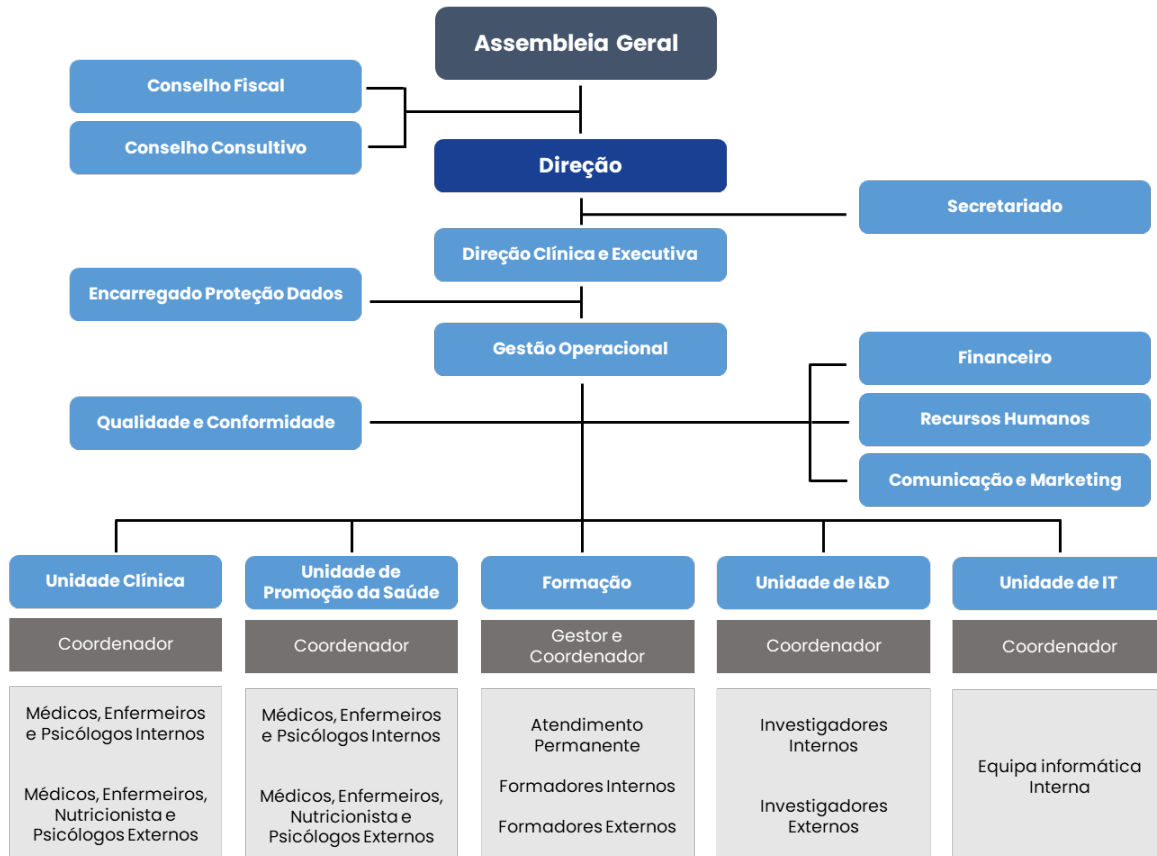 Assembleia Geral
Conselho Fiscal
Conselho Consultivo
Direção
Secretariado
Direção Clínica e Executiva
Encarregado Proteção Dados
Gestão Operacional
Financeiro
Qualidade e Conformidade
Recursos Humanos
Comunicação e Marketing
Unidade Clínica
Coordenador
Médicos, Enfermeiros
e Psicólogos Internos
Médicos, Enfermeiros,
Nutricionista e
Psicólogos Externos
Unidade de
Promoção da Saúde
Coordenador
Médicos, Enfermeiros
e Psicólogos Internos
Médicos, Enfermeiros,
Nutricionista e
Psicólogos Externos
Formação
Gestor e
Coordenador
Atendimento
Permanente
Formadores Internos
Formadores Externos
Unidade de I&D
Coordenador
Investigadores
Internos
Investigadores
Externos
Unidade de IT
Coordenador
Equipa informática
Interna